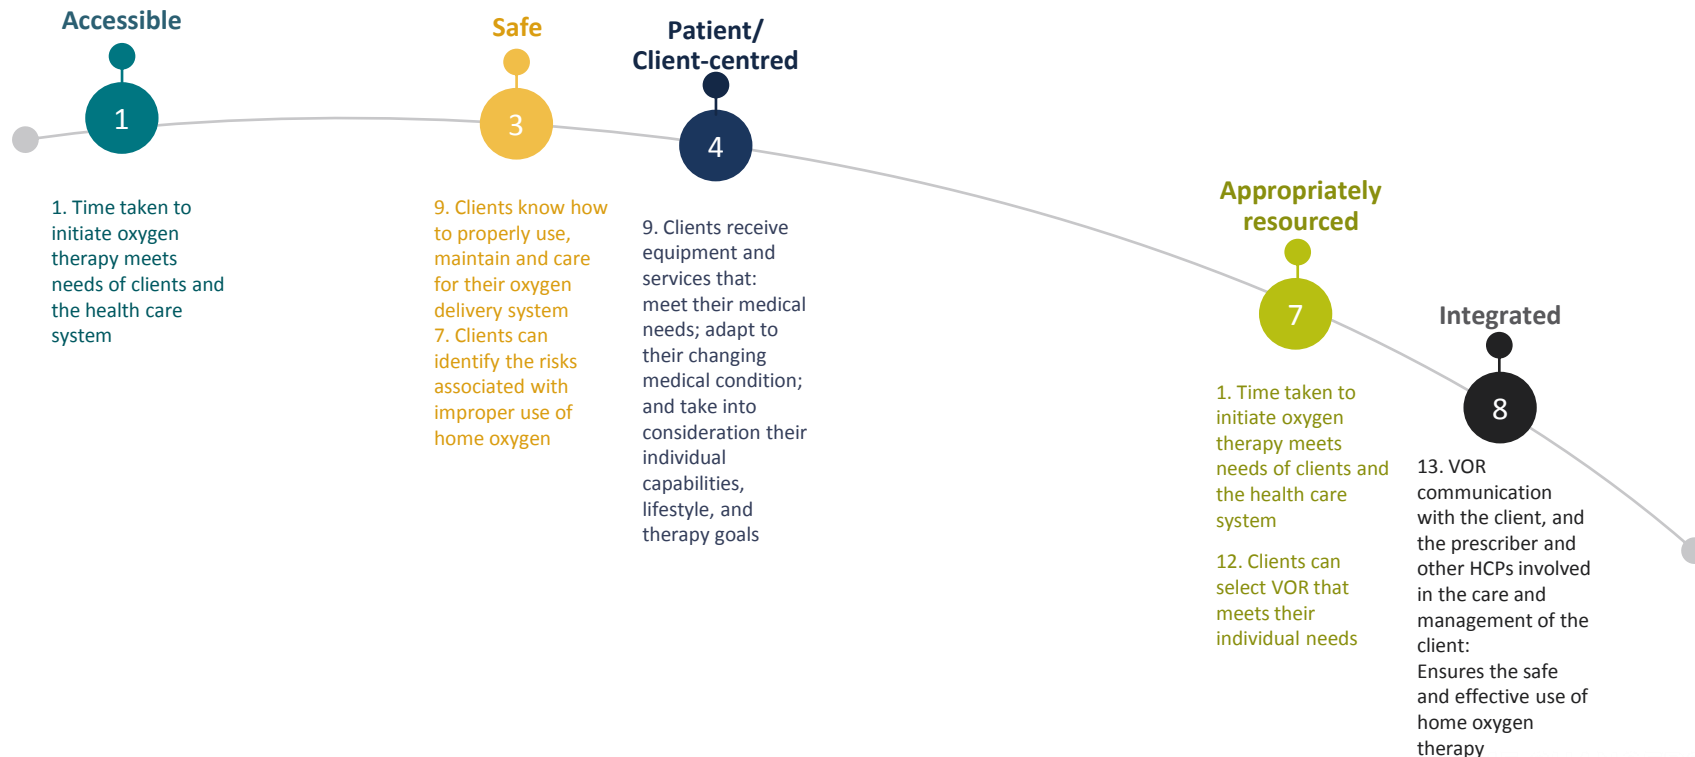 Accessible
1
1. Time taken to
initiate oxygen
therapy meets
needs of clients and
the health care
system
Safe
3
9. Clients know how
to properly use,
maintain and care
for their oxygen
delivery system
7. Clients can
identify the risks
associated with
improper use of
home oxygen
Patient/
Client-centred
4
9. Clients receive
equipment and
services that:
meet their medical
needs; adapt to
their changing
medical condition;
and take into
consideration their
individual
capabilities,
lifestyle, and
therapy goals
Appropriately
resourced
7
1. Time taken to
initiate oxygen
therapy meets
needs of clients and
the health care
system
12. Clients can
select VOR that
meets their
individual needs
Integrated
8
13. VOR
communication
with the client, and
the prescriber and
other HCPs involved
in the care and
management of the
client:
Ensures the safe
and effective use of
home oxygen
therapy